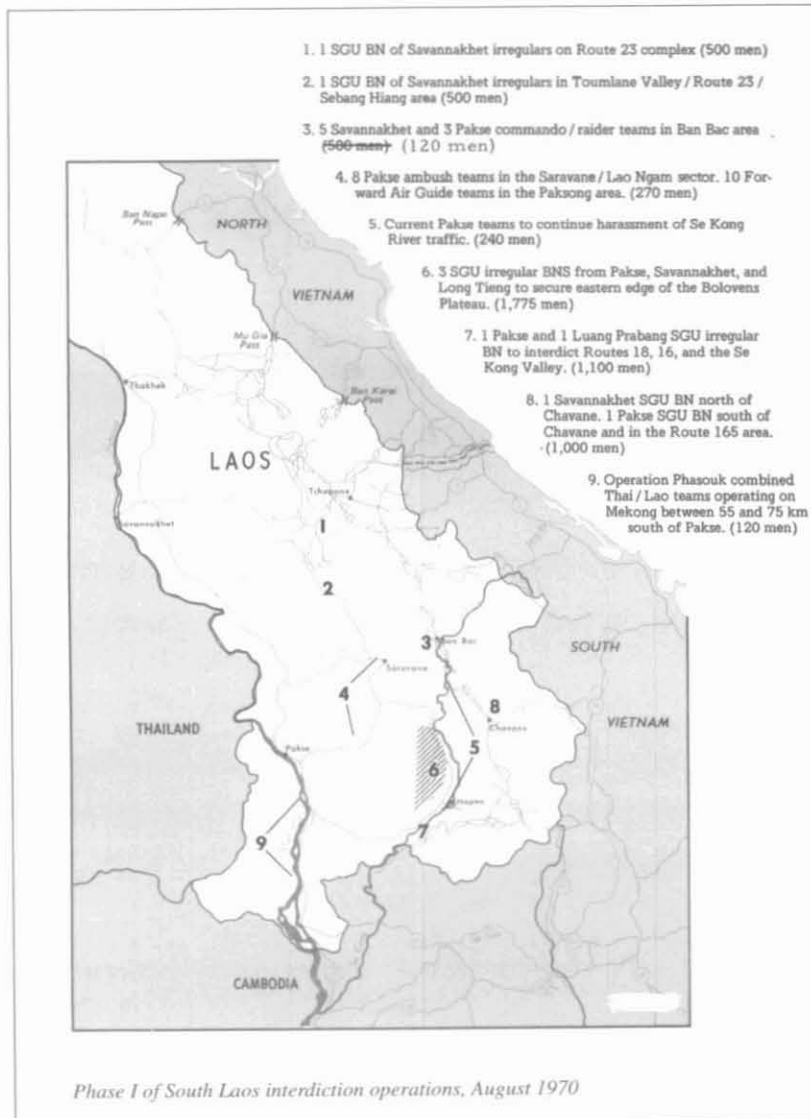 1. 1 SGU BN of Savannakhet irregulars on Route 23 complex (500 men)
2. 1 SGU BN of Savannakhet irregulars in Toumlane Valley / Route 23 /
Sebang Hiang area (500 men)
3. 5 Savannakhet and 3 Pakse commando / raider teams in Ban Bac area
(500 men) (120 men)
4. 8 Pakse ambush teams in the Saravane / Lao Ngam sector. 10 For-
ward Air Guide teams in the Paksong area. (270 men)
5. Current Pakse teams to continue harassment of Se Kong
River traffic. (240 men)
6. 3 SGU irregular BNS from Pakse, Savannakhet, and
Long Tieng to secure eastern edge of the Bolovens
Plateau. (1,775 men)
7. 1 Pakse and 1 Luang Prabang SGU irregular
BN to interdict Routes 18, 16, and the Se
Kong Valley. (1,100 men)
8. 1 Savannakhet SGU BN north of
Chavane. 1 Pakse SGU BN south of
Chavane and in the Route 165 area.
(1,000 men)
9. Operation Phasouk combined
Thai / Lao teams operating on
Mekong between 55 and 75 km
south of Pakse. (120 men)
Ban Nape
Pass
NORTH
VIETNAM
Mu Gia
Pass
Thakhek
Ban Karai
Pass
LAOS
Tchepone
Savannakhet
1
2
3
Ban Bac
SOUTH
Saravane
4
8
Chavane
VIETNAM
THAILAND
Pakse
5
6
7
9
CAMBODIA
Phase I of South Laos interdiction operations, August 1970